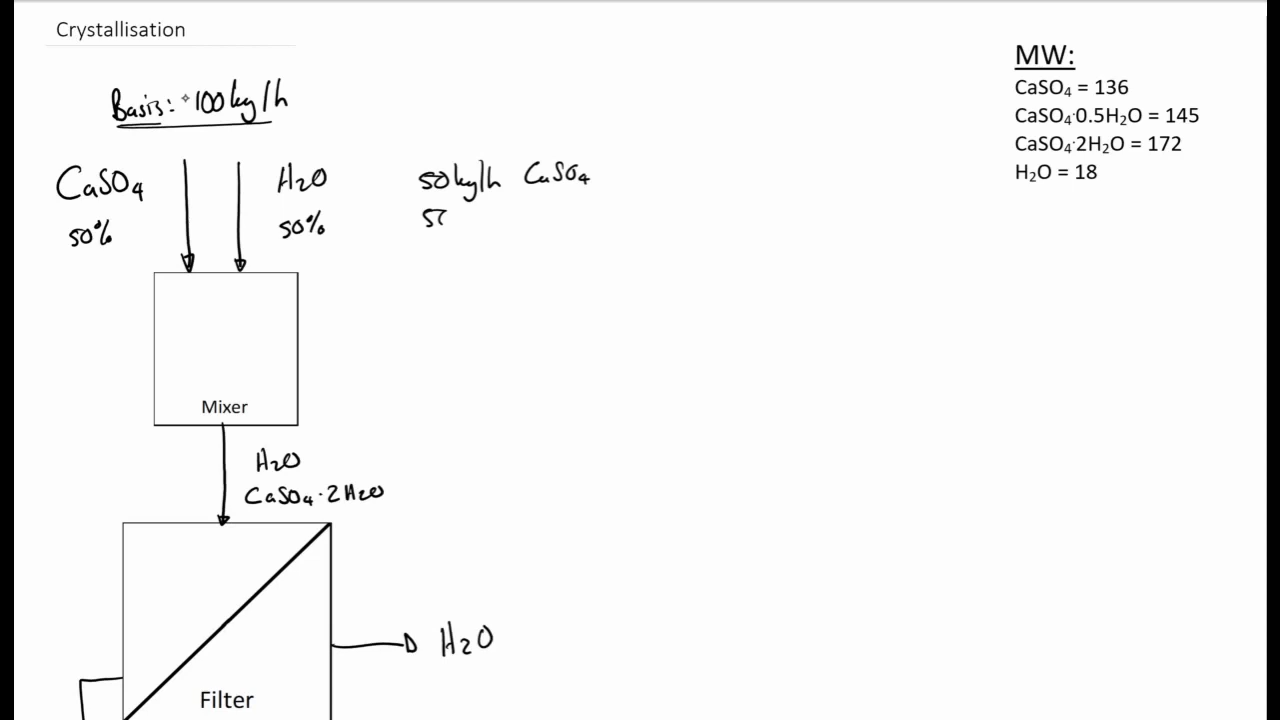 Crystallisation
Basis: 100kg/h
CaSO₄
H₂O
50%
50%
50kg/h CaSO₄
50
Mixer
H₂O
CaSO₄·2H₂O
H₂O
Filter
MW:
CaSO₄ = 136
CaSO₄·0.5H₂O = 145
CaSO₄·2H₂O = 172
H₂O = 18